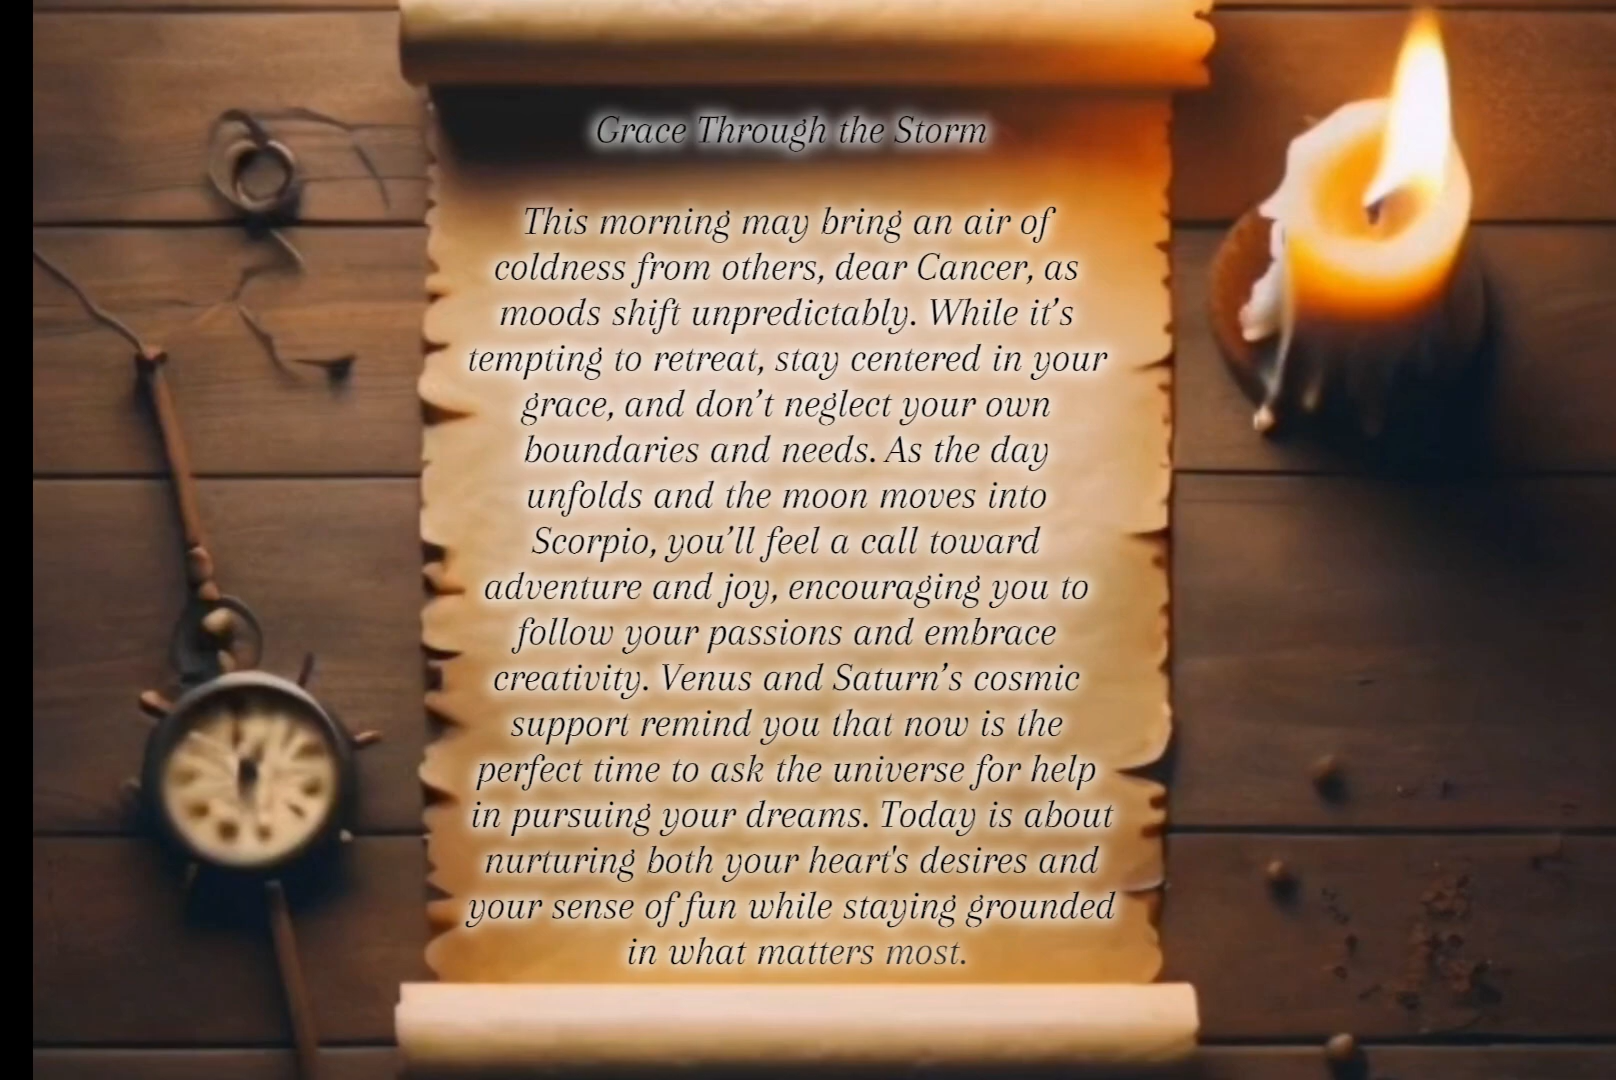 Grace Through the Storm
This morning may bring an air of
coldness from others, dear Cancer, as
moods shift unpredictably. While it’s
tempting to retreat, stay centered in your
grace, and don’t neglect your own
boundaries and needs. As the day
unfolds and the moon moves into
Scorpio, you’ll feel a call toward
adventure and joy, encouraging you to
follow your passions and embrace
creativity. Venus and Saturn’s cosmic
support remind you that now is the
perfect time to ask the universe for help
in pursuing your dreams. Today is about
nurturing both your heart's desires and
your sense of fun while staying grounded
in what matters most.